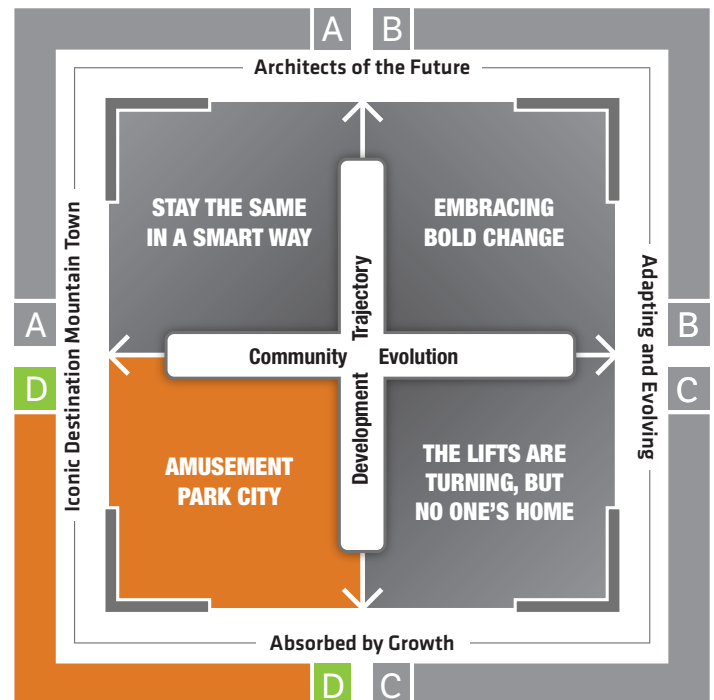 A B
Architects of the Future
STAY THE SAME
IN A SMART WAY
EMBRACING
BOLD CHANGE
Iconic Destination Mountain Town
Adapting and Evolving
A
B
Development Trajectory
Community Evolution
D
C
AMUSEMENT
PARK CITY
THE LIFTS ARE
TURNING, BUT
NO ONE'S HOME
Absorbed by Growth
D C